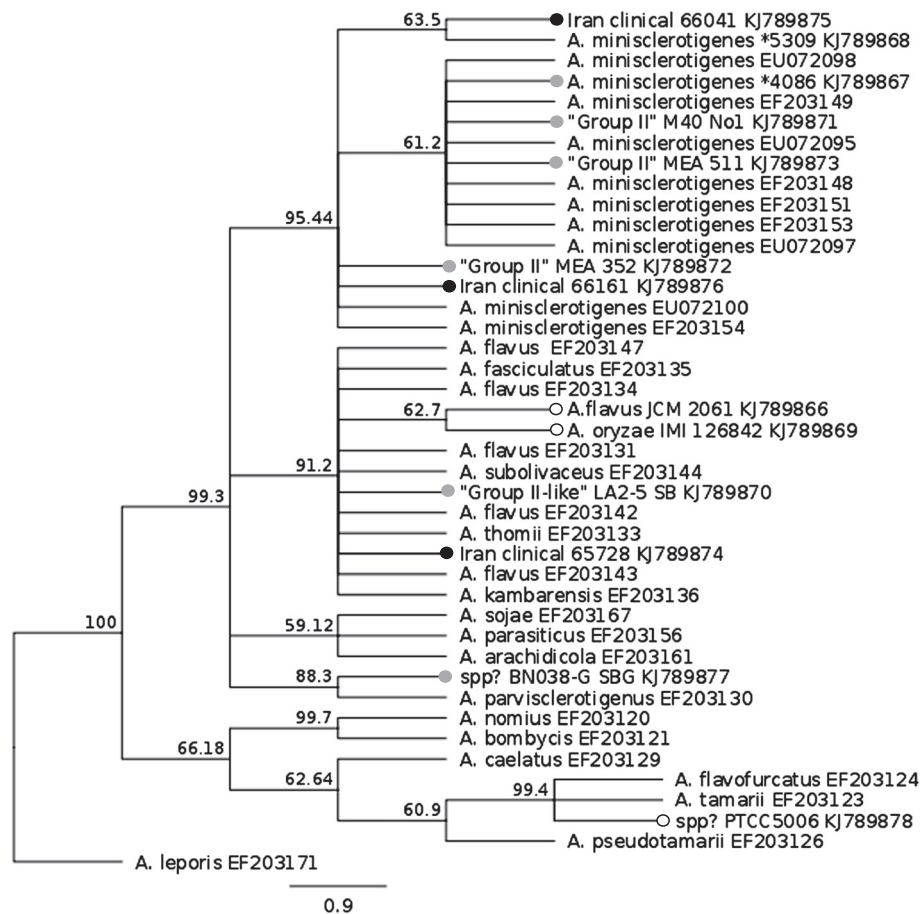 63.5
Iran clinical 66041 KJ789875
A. minisclerotigenes *5309 KJ789868
A. minisclerotigenes EU072098
A. minisclerotigenes *4086 KJ789867
A. minisclerotigenes EF203149
"Group II" M40 No1 KJ789871
61.2
A. minisclerotigenes EU072095
"Group II" MEA 511 KJ789873
A. minisclerotigenes EF203148
A. minisclerotigenes EF203151
95.44
A. minisclerotigenes EF203153
A. minisclerotigenes EU072097
"Group II" MEA 352 KJ789872
Iran clinical 66161 KJ789876
A. minisclerotigenes EU072100
A. minisclerotigenes EF203154
A. flavus EF203147
A. fasciculatus EF203135
A. flavus EF203134
62.7
A.flavus JCM 2061 KJ789866
A. oryzae IMI 126842 KJ789869
A. flavus EF203131
91.2
A. subolivaceus EF203144
"Group II-like" LA2-5 SB KJ789870
99.3
A. flavus EF203142
A. thomii EF203133
Iran clinical 65728 KJ789874
A. flavus EF203143
A. kambarensis EF203136
A. sojae EF203167
100
59.12
A. parasiticus EF203156
A. arachidicola EF203161
88.3
spp? BN038-G SBG KJ789877
A. parvisclerotigenus EF203130
99.7
A. nomius EF203120
A. bombycis EF203121
66.18
A. caelatus EF203129
62.64
A. flavofurcatus EF203124
99.4
A. tamarii EF203123
60.9
spp? PTCC5006 KJ789878
A. pseudotamarii EF203126
A. leporis EF203171
0.9